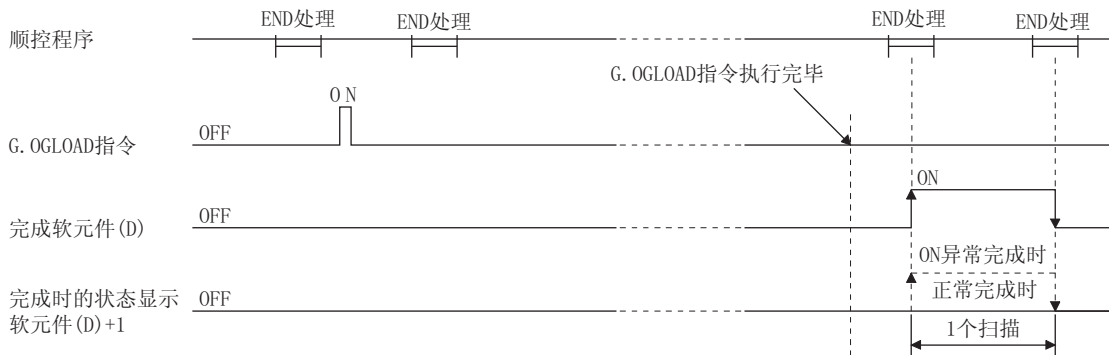 END处理 END处理 END处理 END处理
顺控程序
G.OGLOAD指令执行完毕
ON
G.OGLOAD指令 OFF
ON
完成软元件(D) OFF
ON异常完成时
完成时的状态显示 OFF 正常完成时
软元件(D)+1
1个扫描